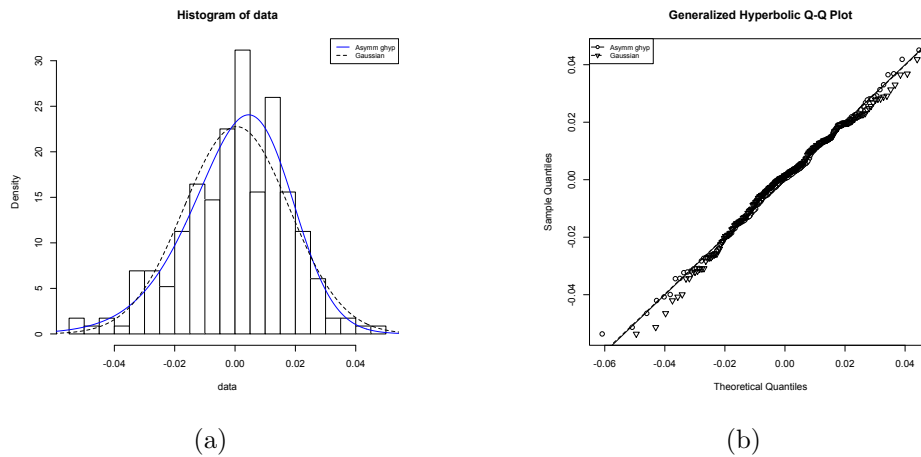 Histogram of data
Asymm ghyp
Gaussian
Density
0
5
10
15
20
25
30
-0.04
-0.02
0.00
0.02
0.04
data
(a)
Generalized Hyperbolic Q-Q Plot
Asymm ghyp
Gaussian
Sample Quantiles
0.04
0.02
0.00
-0.02
-0.04
-0.06
-0.04
-0.02
0.00
0.02
0.04
Theoretical Quantiles
(b)